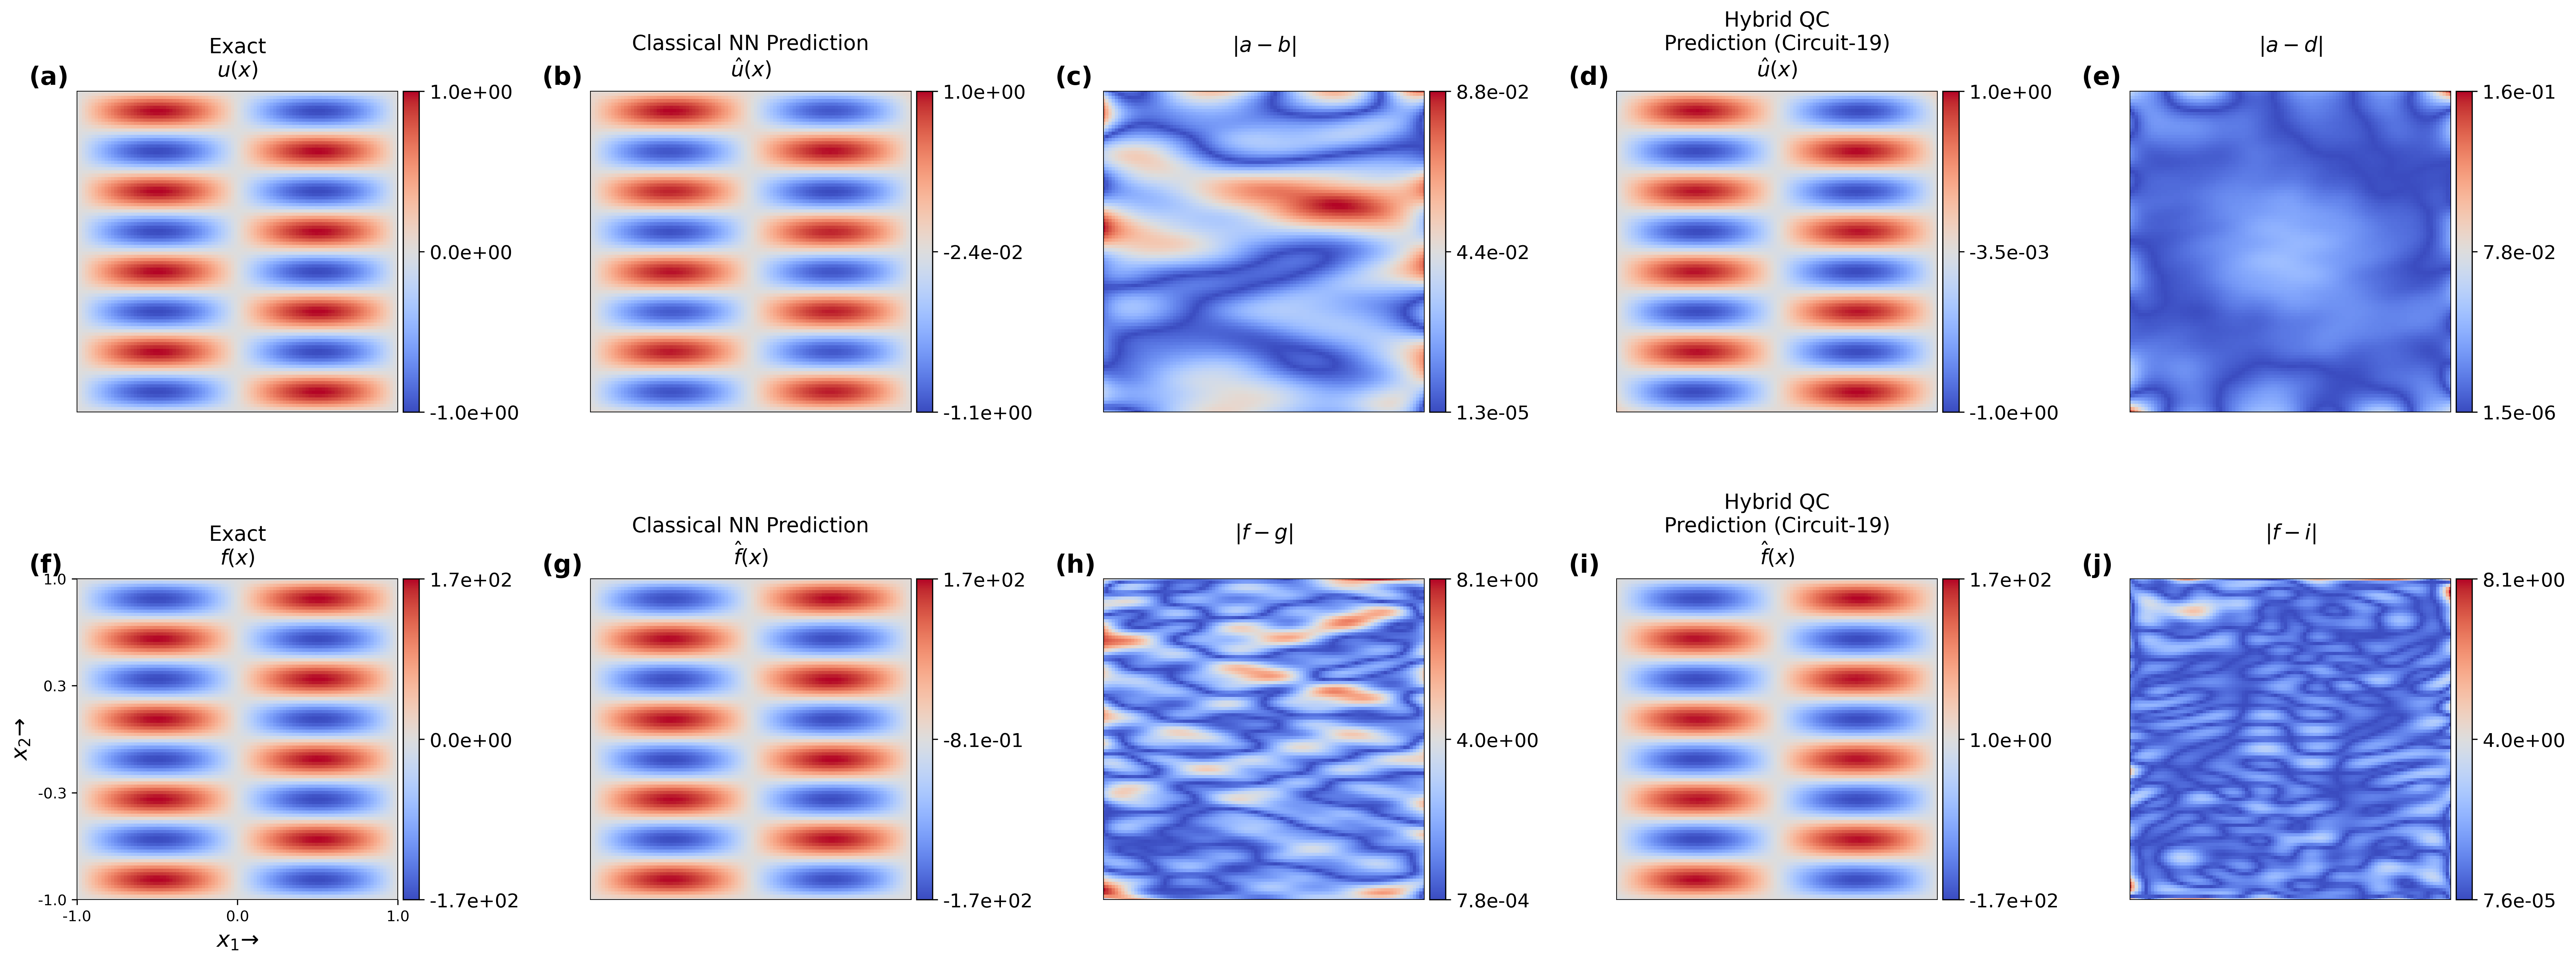 Exact
u(x)
(a)
1.0e+00
0.0e+00
-1.0e+00
Classical NN Prediction
û(x)
(b)
1.0e+00
-2.4e-02
-1.1e+00
|a − b|
(c)
8.8e-02
4.4e-02
1.3e-05
Hybrid QC
Prediction (Circuit-19)
û(x)
(d)
1.0e+00
-3.5e-03
-1.0e+00
|a − d|
(e)
1.6e-01
7.8e-02
1.5e-06
Exact
f(x)
(f)
1.0
0.3
-0.3
-1.0
x₂→
-1.0 0.0 1.0
x₁→
1.7e+02
0.0e+00
-1.7e+02
Classical NN Prediction
f̂(x)
(g)
1.7e+02
-8.1e-01
-1.7e+02
|f − g|
(h)
8.1e+00
4.0e+00
7.8e-04
Hybrid QC
Prediction (Circuit-19)
f̂(x)
(i)
1.7e+02
1.0e+00
-1.7e+02
|f − i|
(j)
8.1e+00
4.0e+00
7.6e-05